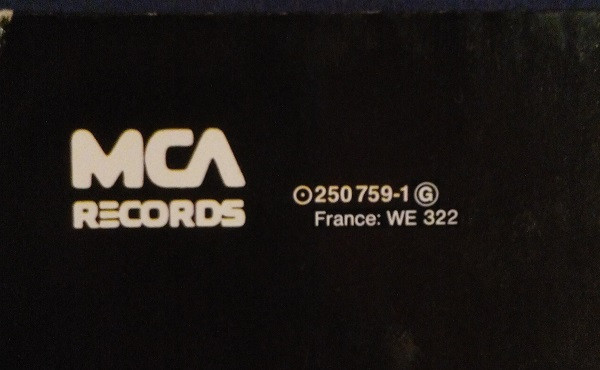 MCA
RECORDS
⊙ 250 759-1 Ⓖ
France: WE 322